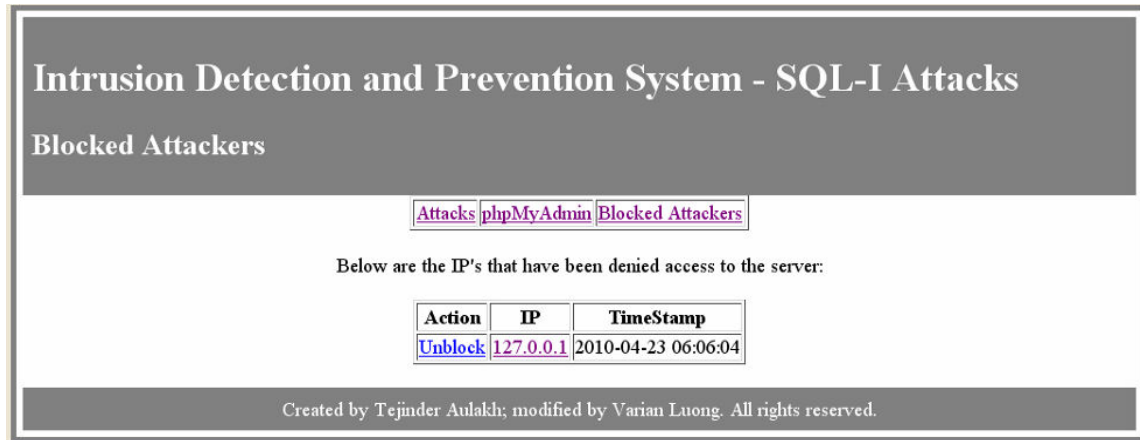 Intrusion Detection and Prevention System - SQL-I Attacks
Blocked Attackers
Attacks phpMyAdmin Blocked Attackers
Below are the IP's that have been denied access to the server:
Action IP TimeStamp
Unblock 127.0.0.1 2010-04-23 06:06:04
Created by Tejinder Aulakh; modified by Varian Luong. All rights reserved.